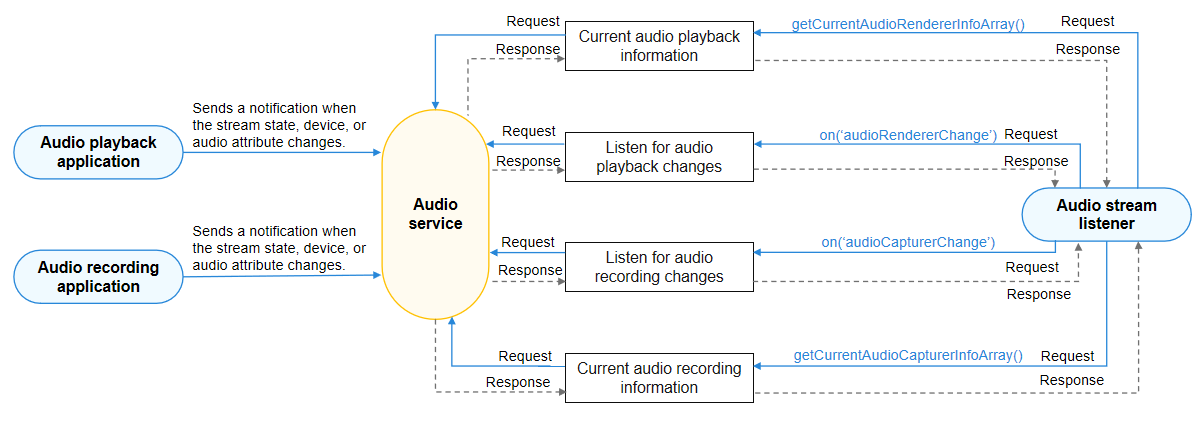 Request
Response
Current audio playback
information
getCurrentAudioRendererInfoArray()
Request
Response
Sends a notification when
the stream state, device, or
audio attribute changes.
Audio playback
application
Request
Response
Listen for audio
playback changes
on(‘audioRendererChange’)
Request
Response
Audio
service
Audio stream
listener
Sends a notification when
the stream state, device, or
audio attribute changes.
Audio recording
application
Request
Response
Listen for audio
recording changes
on(‘audioCapturerChange’)
Request
Response
Request
Response
Current audio recording
information
getCurrentAudioCapturerInfoArray()
Request
Response